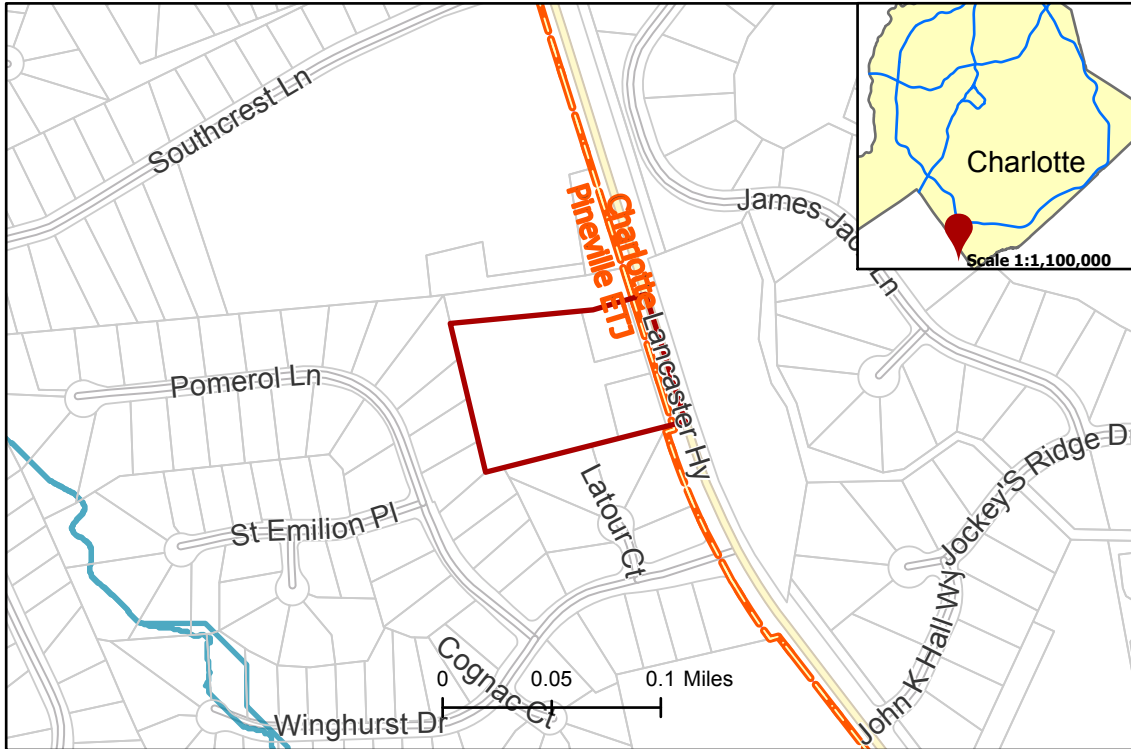 Southcrest Ln
Charlotte
Pineville ETJ
James Jac
Ln
Charlotte
Scale 1:1,100,000
Lancaster Hy
Pomerol Ln
St Emilion Pl
Latour Ct
Jockey'S Ridge Dr
John K Hall Wy
Cognac Ct
Winghurst Dr
0 0.05 0.1 Miles